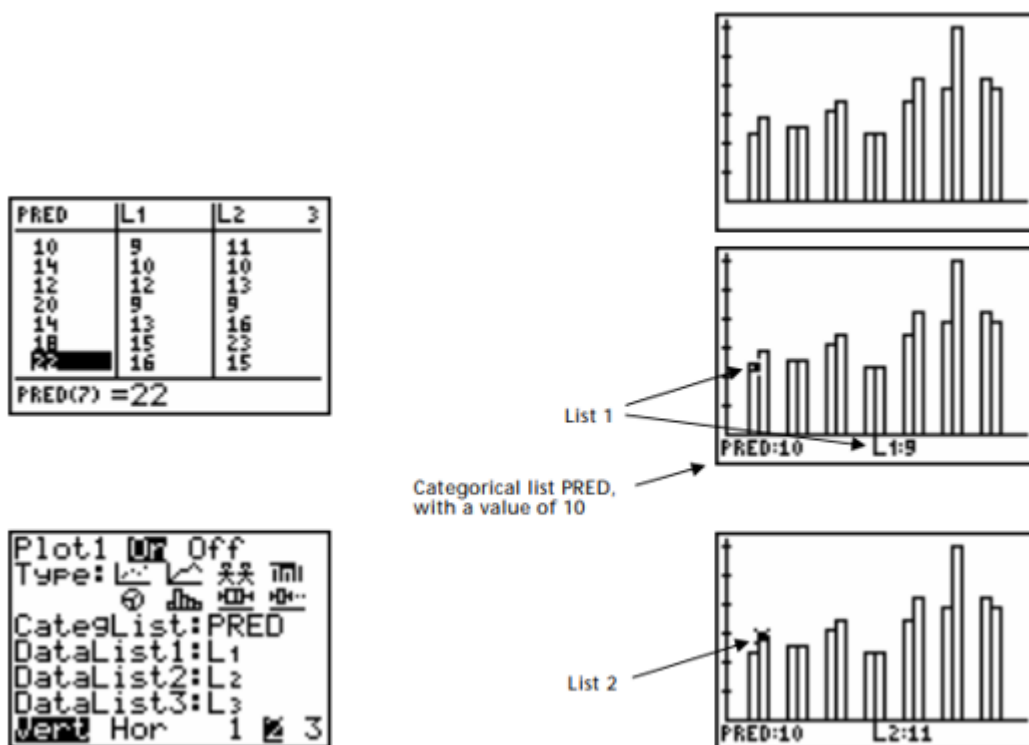 PRED L1 L2 3
10 9 11
14 10 10
12 12 13
20 9 9
14 13 16
18 15 23
22 16 15
PRED(7) =22
List 1
PRED:10 L1:9
Categorical list PRED,
with a value of 10
Plot1 On Off
Type:
CategList:PRED
DataList1:L1
DataList2:L2
DataList3:L3
Vert Hor 1 2 3
List 2
PRED:10 L2:11